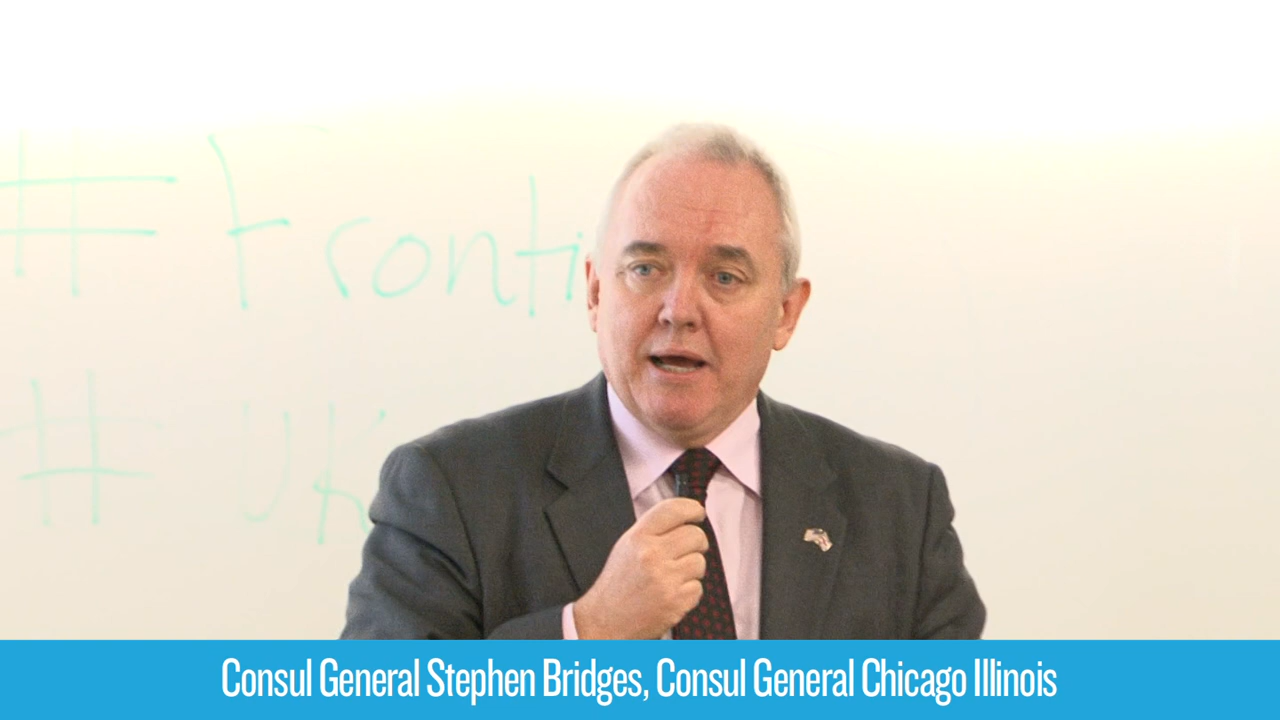 # Fronti
# UK
Consul General Stephen Bridges, Consul General Chicago Illinois